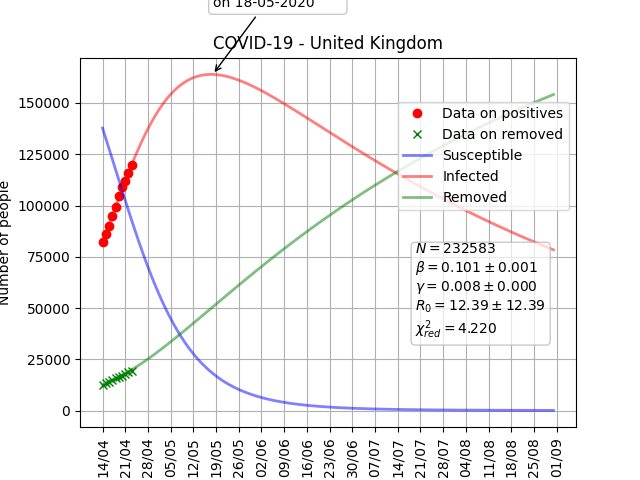 on 18-05-2020
COVID-19 - United Kingdom
Number of people
150000
125000
100000
75000
50000
25000
0
Data on positives
Data on removed
Susceptible
Infected
Removed
N = 232583
β = 0.101 ± 0.001
γ = 0.008 ± 0.000
R₀ = 12.39 ± 12.39
χ²red = 4.220
14/04
21/04
28/04
05/05
12/05
19/05
26/05
02/06
09/06
16/06
23/06
30/06
07/07
14/07
21/07
28/07
04/08
11/08
18/08
25/08
01/09